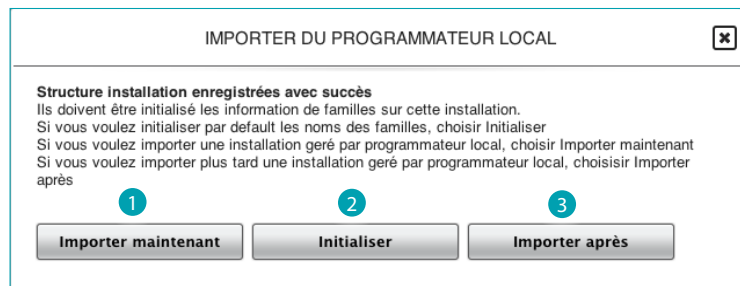 IMPORTER DU PROGRAMMATEUR LOCAL
Structure installation enregistrées avec succès
Ils doivent être initialisé les information de familles sur cette installation.
Si vous voulez initialiser par default les noms des familles, choisir Initialiser
Si vous voulez importer une installation geré par programmateur local, choisir Importer maintenant
Si vous voulez importer plus tard une installation geré par programmateur local, choisisir Importer
après
1 2 3
Importer maintenant Initialiser Importer après